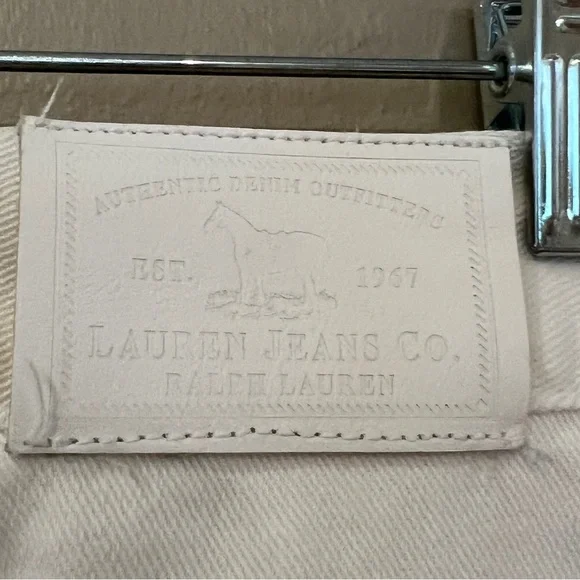 AUTHENTIC DENIM OUTFITTERS
EST. 1967
LAUREN JEANS CO.
RALPH LAUREN